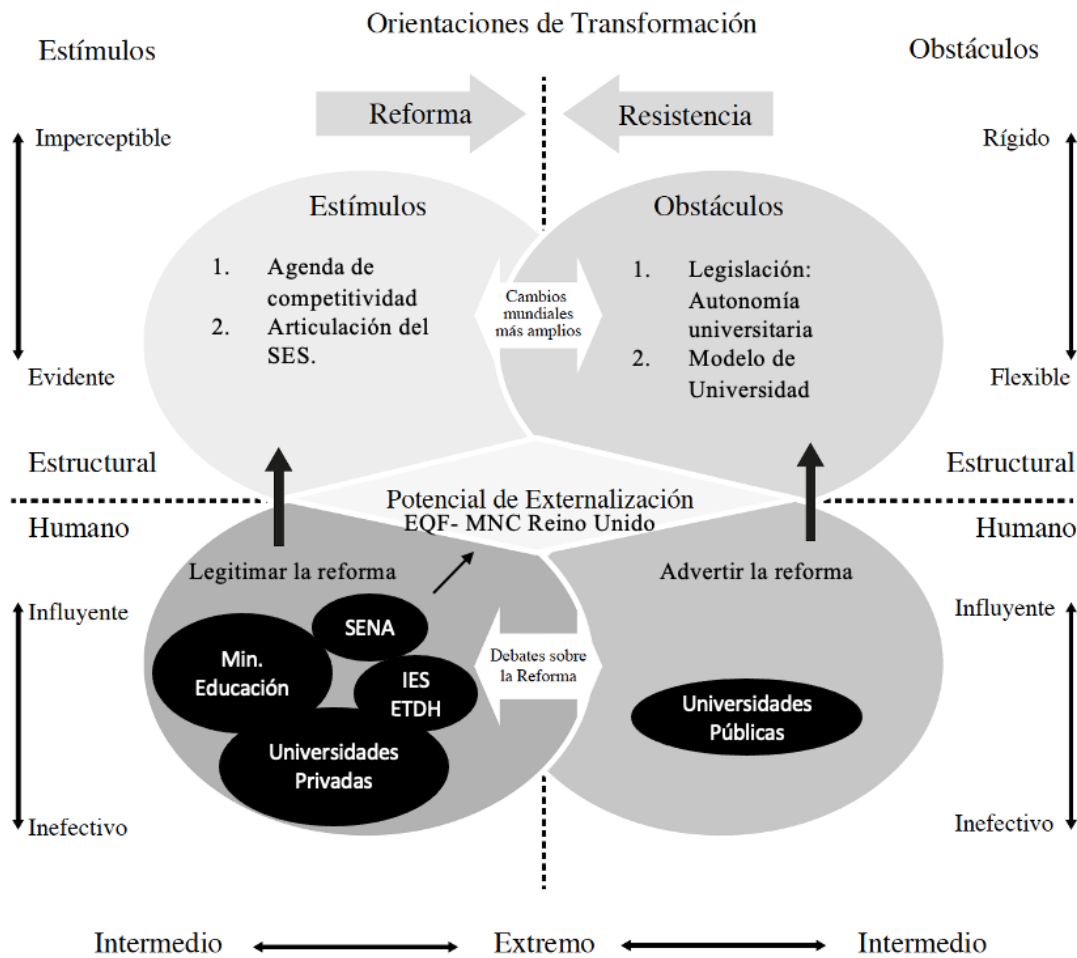 Orientaciones de Transformación
Estímulos
Obstáculos
Reforma
Resistencia
Imperceptible
Rígido
Estímulos
Obstáculos
1. Agenda de
competitividad
2. Articulación del
SES.
Cambios
mundiales
más amplios
1. Legislación:
Autonomía
universitaria
2. Modelo de
Universidad
Evidente
Flexible
Estructural
Estructural
Potencial de Externalización
EQF- MNC Reino Unido
Humano
Humano
Legitimar la reforma
Advertir la reforma
Influyente
Influyente
SENA
Min.
Educación
IES
ETDH
Universidades
Privadas
Debates sobre
la Reforma
Universidades
Públicas
Inefectivo
Inefectivo
Intermedio
Extremo
Intermedio